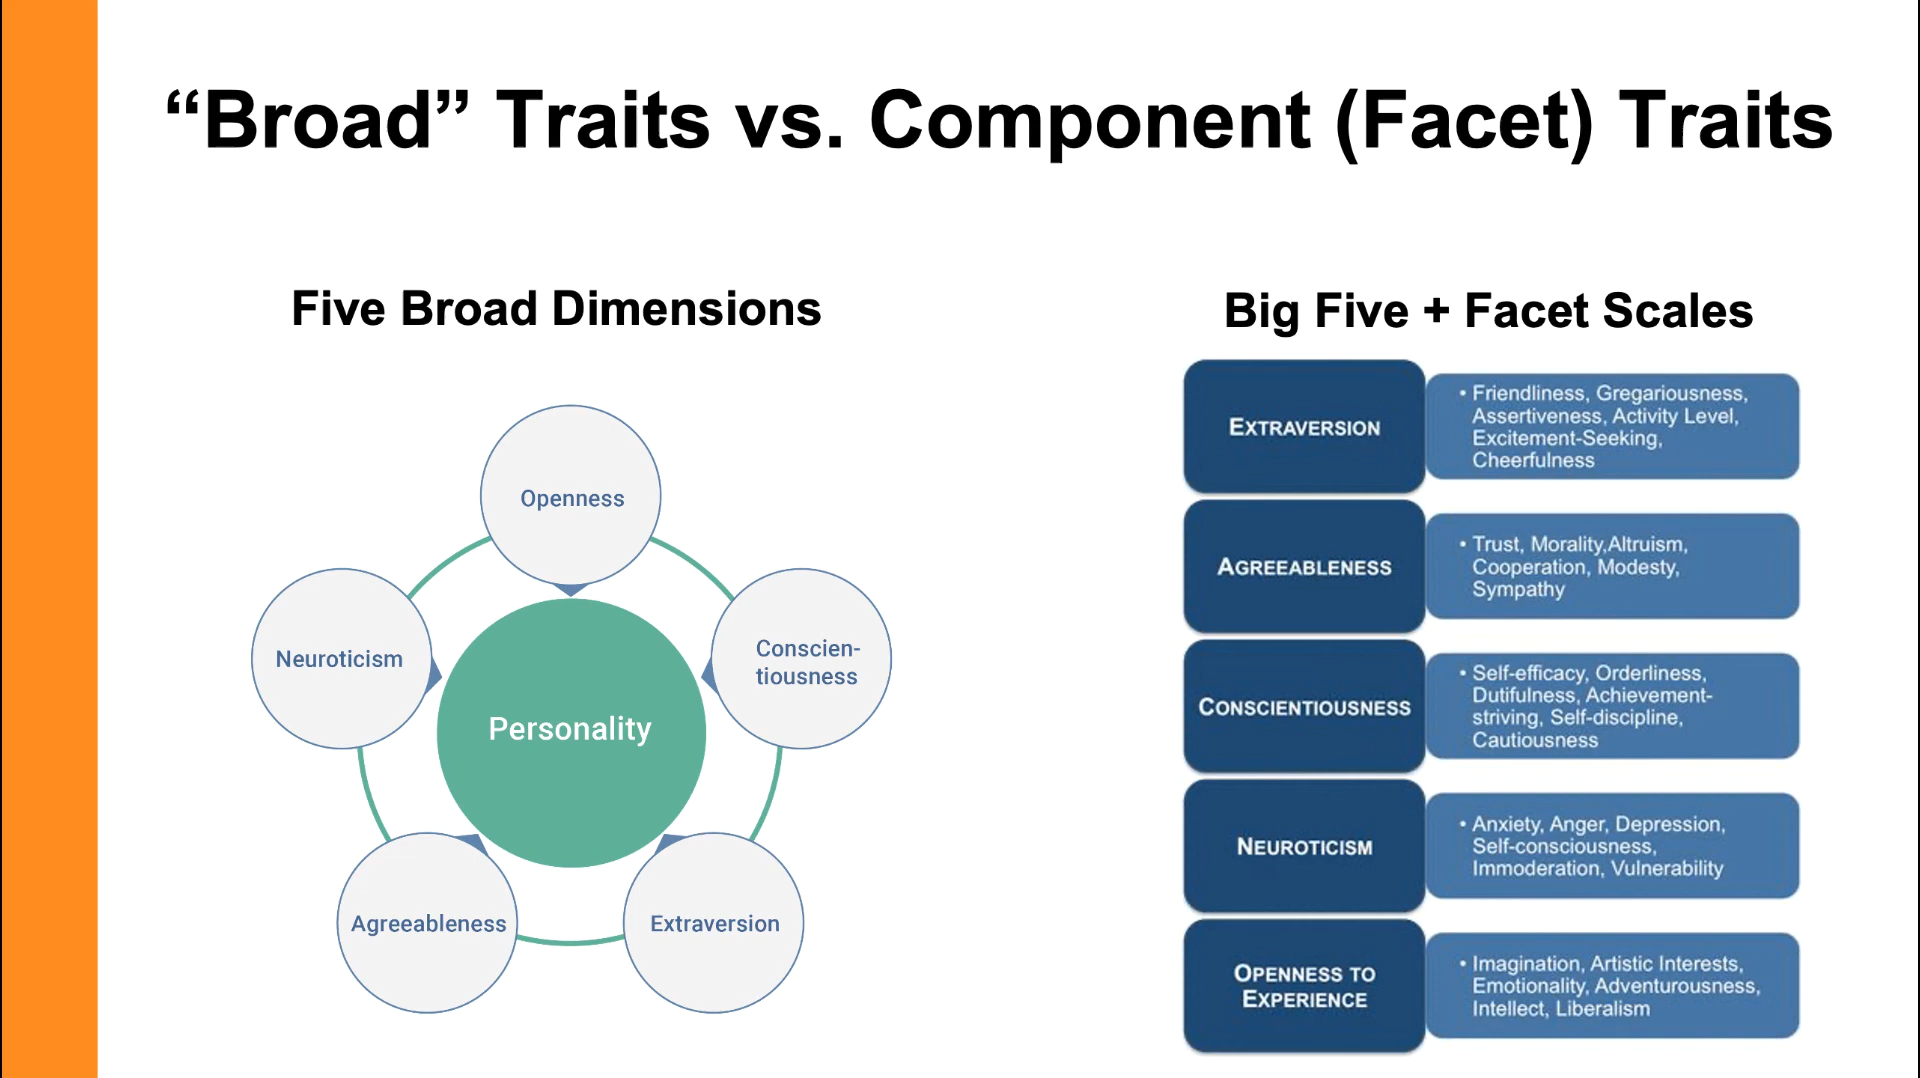 “Broad” Traits vs. Component (Facet) Traits
Five Broad Dimensions
Openness
Neuroticism
Conscien-
tiousness
Personality
Agreeableness
Extraversion
Big Five + Facet Scales
EXTRAVERSION
• Friendliness, Gregariousness,
Assertiveness, Activity Level,
Excitement-Seeking,
Cheerfulness
AGREEABLENESS
• Trust, Morality,Altruism,
Cooperation, Modesty,
Sympathy
CONSCIENTIOUSNESS
• Self-efficacy, Orderliness,
Dutifulness, Achievement-
striving, Self-discipline,
Cautiousness
NEUROTICISM
• Anxiety, Anger, Depression,
Self-consciousness,
Immoderation, Vulnerability
OPENNESS TO
EXPERIENCE
• Imagination, Artistic Interests,
Emotionality, Adventurousness,
Intellect, Liberalism